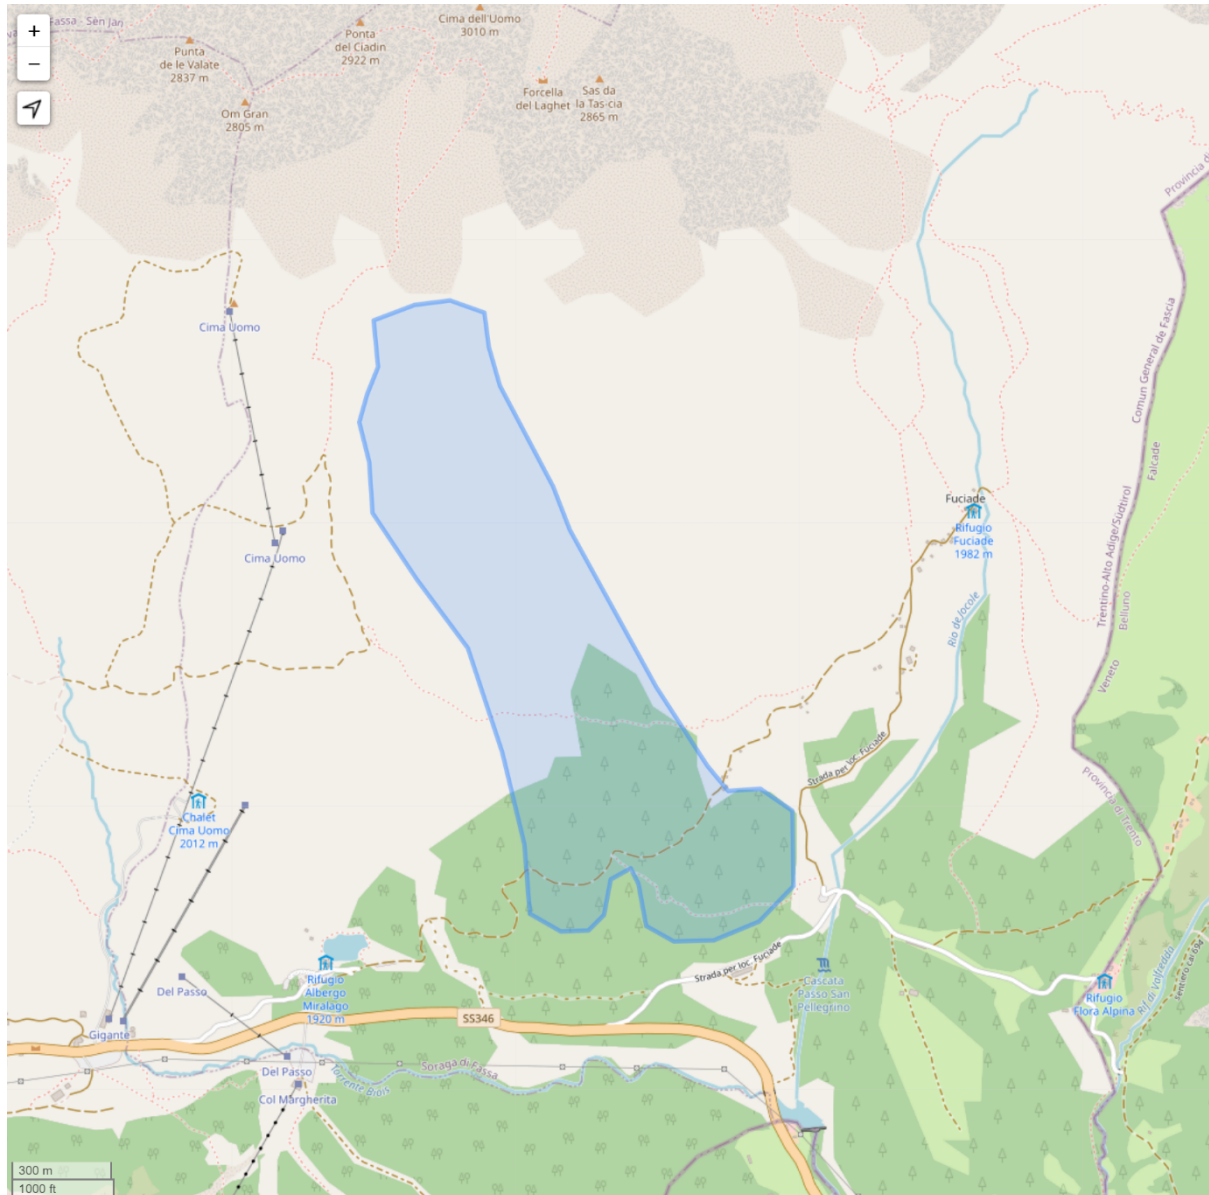 +
−
Fassa - Sèn Jan
Punta
de le Valate
2837 m
Ponta
del Ciadin
2922 m
Cima dell'Uomo
3010 m
Om Gran
2805 m
Forcella
del Laghet
Sas da
la Tas-cia
2865 m
Provincia di
Cima Uomo
Comun General de Fascia
Falcade
Fuciade
Rifugio
Fuciade
1982 m
Cima Uomo
Trentino-Alto Adige/Südtirol
Belluno
Rio de Jocole
Veneto
Strada per loc. Fuciade
Provincia di Trento
Chalet
Cima Uomo
2012 m
Strada per loc. Fuciade
Rif di Valfreddo
Sentiero cai 694
Cascata
Passo San
Pellegrino
Rifugio
Flora Alpina
Rifugio
Albergo
Miralago
1920 m
Del Passo
SS346
Gigante
Del Passo
Soraga di Fassa
Torrente Biois
Col Margherita
300 m
1000 ft